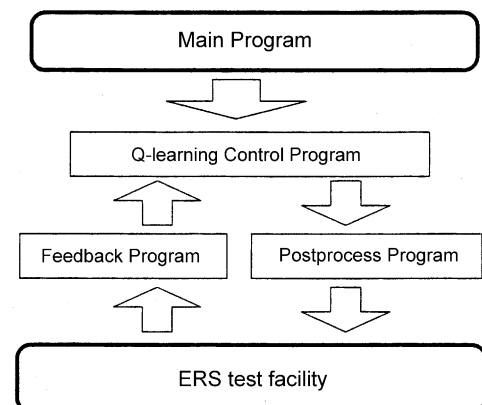 Main Program
Q-learning Control Program
Feedback Program
Postprocess Program
ERS test facility